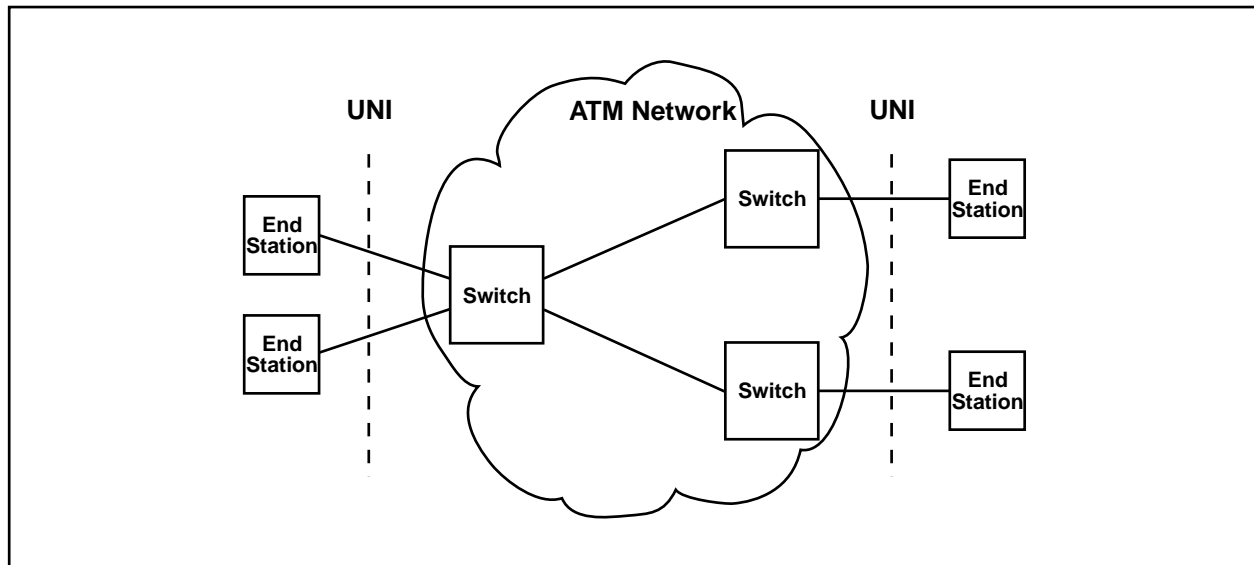 UNI
ATM Network
UNI
End
Station
Switch
Switch
End
Station
End
Station
Switch
End
Station